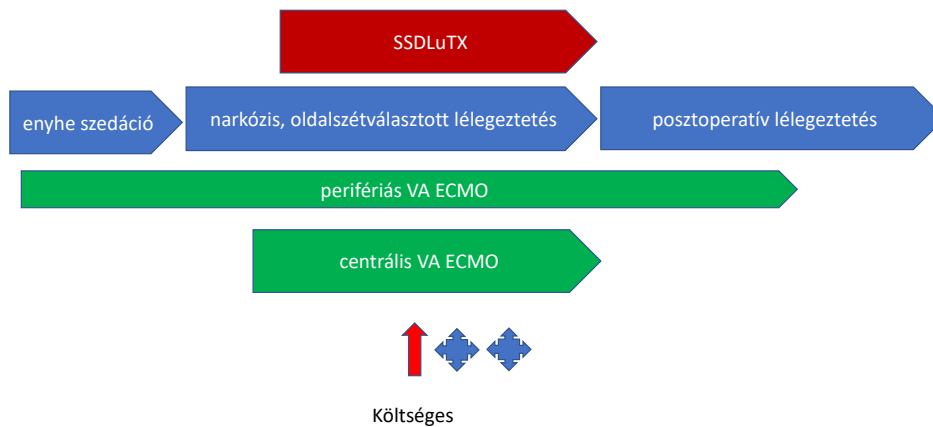 SSDLuTX
enyhe szedáció
narkózis, oldalszétválasztott lélegeztetés
posztoperatív lélegeztetés
perifériás VA ECMO
centrális VA ECMO
Költséges